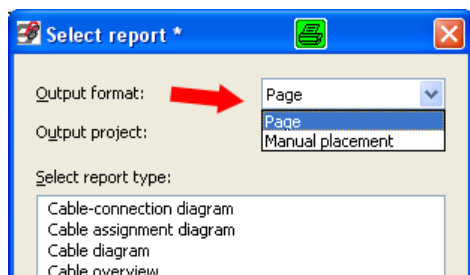 Select report *
Output format:
Page
Page
Manual placement
Output project:
Select report type:
Cable-connection diagram
Cable assignment diagram
Cable diagram
Cable overview